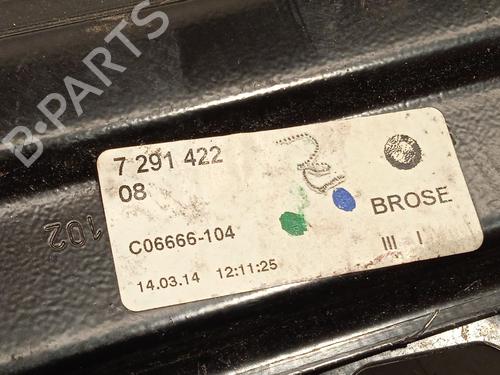 B-PARTS
7 291 422
08
BROSE
C06666-104
III I
14.03.14 12:11:25
102